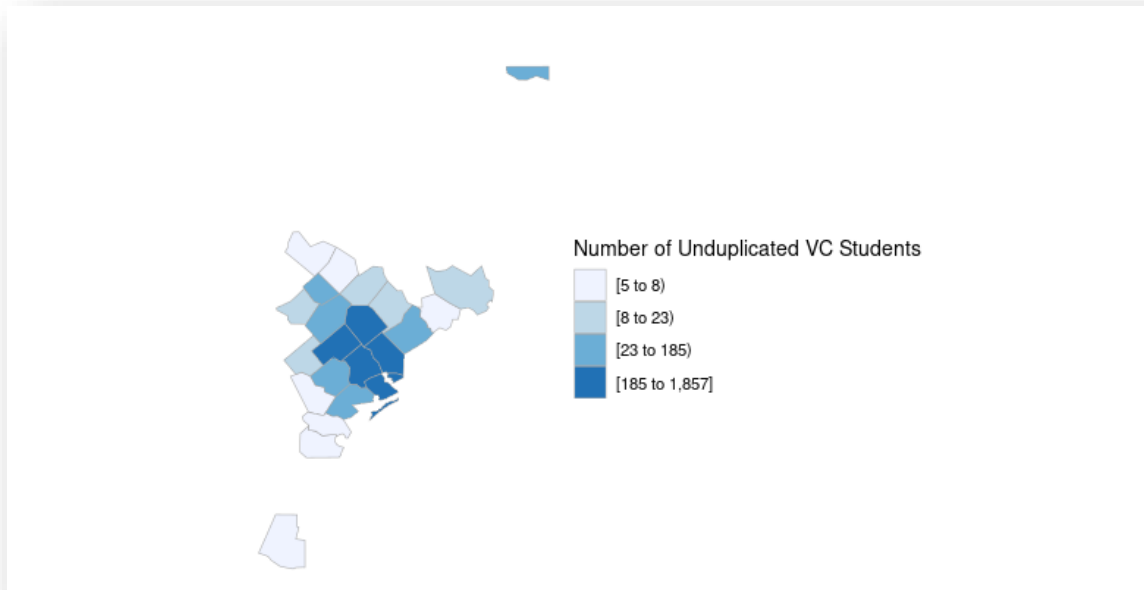 Number of Unduplicated VC Students
[5 to 8)
[8 to 23)
[23 to 185)
[185 to 1,857]